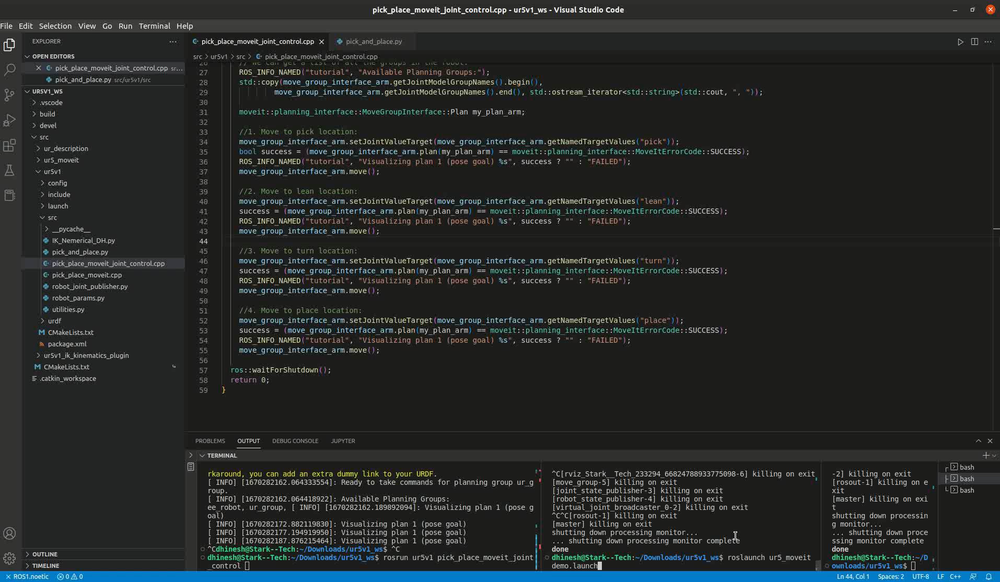 pick_place_moveit_joint_control.cpp - ur5v1_ws - Visual Studio Code
File Edit Selection View Go Run Terminal Help
EXPLORER
OPEN EDITORS
pick_place_moveit_joint_control.cpp sr...
pick_and_place.py src/ur5v1/src
UR5V1_WS
.vscode
build
devel
src
ur_description
ur5_moveit
ur5v1
config
include
launch
src
__pycache__
IK_Nemerical_DH.py
pick_and_place.py
pick_place_moveit_joint_control.cpp
pick_place_moveit.cpp
robot_joint_publisher.py
robot_params.py
utilities.py
urdf
CMakeLists.txt
package.xml
ur5v1_ik_kinematics_plugin
CMakeLists.txt
.catkin_workspace
OUTLINE
TIMELINE
pick_place_moveit_joint_control.cpp pick_and_place.py
src > ur5v1 > src > pick_place_moveit_joint_control.cpp
26 // We can get a list of all the groups in the robot:
27 ROS_INFO_NAMED("tutorial", "Available Planning Groups:");
28 std::copy(move_group_interface_arm.getJointModelGroupNames().begin(),
29 move_group_interface_arm.getJointModelGroupNames().end(), std::ostream_iterator<std::string>(std::cout, ", "));
30
31 moveit::planning_interface::MoveGroupInterface::Plan my_plan_arm;
32
33 //1. Move to pick location:
34 move_group_interface_arm.setJointValueTarget(move_group_interface_arm.getNamedTargetValues("pick"));
35 bool success = (move_group_interface_arm.plan(my_plan_arm) == moveit::planning_interface::MoveItErrorCode::SUCCESS);
36 ROS_INFO_NAMED("tutorial", "Visualizing plan 1 (pose goal) %s", success ? "" : "FAILED");
37 move_group_interface_arm.move();
38
39 //2. Move to lean location:
40 move_group_interface_arm.setJointValueTarget(move_group_interface_arm.getNamedTargetValues("lean"));
41 success = (move_group_interface_arm.plan(my_plan_arm) == moveit::planning_interface::MoveItErrorCode::SUCCESS);
42 ROS_INFO_NAMED("tutorial", "Visualizing plan 1 (pose goal) %s", success ? "" : "FAILED");
43 move_group_interface_arm.move();
44
45 //3. Move to turn location:
46 move_group_interface_arm.setJointValueTarget(move_group_interface_arm.getNamedTargetValues("turn"));
47 success = (move_group_interface_arm.plan(my_plan_arm) == moveit::planning_interface::MoveItErrorCode::SUCCESS);
48 ROS_INFO_NAMED("tutorial", "Visualizing plan 1 (pose goal) %s", success ? "" : "FAILED");
49 move_group_interface_arm.move();
50
51 //4. Move to place location:
52 move_group_interface_arm.setJointValueTarget(move_group_interface_arm.getNamedTargetValues("place"));
53 success = (move_group_interface_arm.plan(my_plan_arm) == moveit::planning_interface::MoveItErrorCode::SUCCESS);
54 ROS_INFO_NAMED("tutorial", "Visualizing plan 1 (pose goal) %s", success ? "" : "FAILED");
55 move_group_interface_arm.move();
56
57 ros::waitForShutdown();
58 return 0;
59 }
PROBLEMS OUTPUT DEBUG CONSOLE JUPYTER
TERMINAL
rkaround, you can add an extra dummy link to your URDF.
[ INFO] [1670282162.064333554]: Ready to take commands for planning group ur_g
roup.
[ INFO] [1670282162.064418922]: Available Planning Groups:
ee_robot, ur_group, [ INFO] [1670282162.189892094]: Visualizing plan 1 (pose g
oal)
[ INFO] [1670282172.882119830]: Visualizing plan 1 (pose goal)
[ INFO] [1670282177.194919950]: Visualizing plan 1 (pose goal)
[ INFO] [1670282187.876215464]: Visualizing plan 1 (pose goal)
^Cdhinesh@Stark--Tech:~/Downloads/ur5v1_ws$ ^C
dhinesh@Stark--Tech:~/Downloads/ur5v1_ws$ rosrun ur5v1 pick_place_moveit_joint
_control
^C[rviz_Stark__Tech_233294_66824788933775098-6] killing on exit
[move_group-5] killing on exit
[joint_state_publisher-3] killing on exit
[robot_state_publisher-4] killing on exit
[virtual_joint_broadcaster_0-2] killing on exit
^C^C[rosout-1] killing on exit
[master] killing on exit
shutting down processing monitor...
... shutting down processing monitor complete
done
dhinesh@Stark--Tech:~/Downloads/ur5v1_ws$ roslaunch ur5_moveit
demo.launch
-2] killing on exit
[rosout-1] killing on e
xit
[master] killing on exi
t
shutting down processin
g monitor...
... shutting down proce
ssing monitor complete
done
dhinesh@Stark--Tech:~/D
ownloads/ur5v1_ws$
bash
bash
bash
ROS1.noetic 0 0 Ln 44, Col 1 Spaces: 2 UTF-8 LF C++